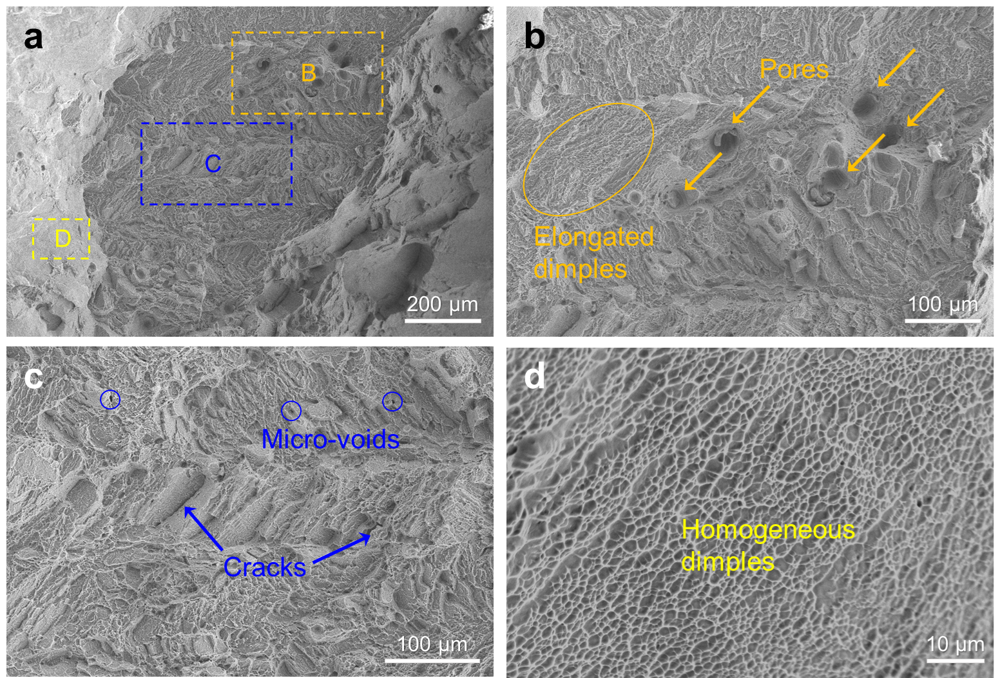 a
B
C
D
200 μm
b
Pores
Elongated
dimples
100 μm
c
Micro-voids
Cracks
100 μm
d
Homogeneous
dimples
10 μm